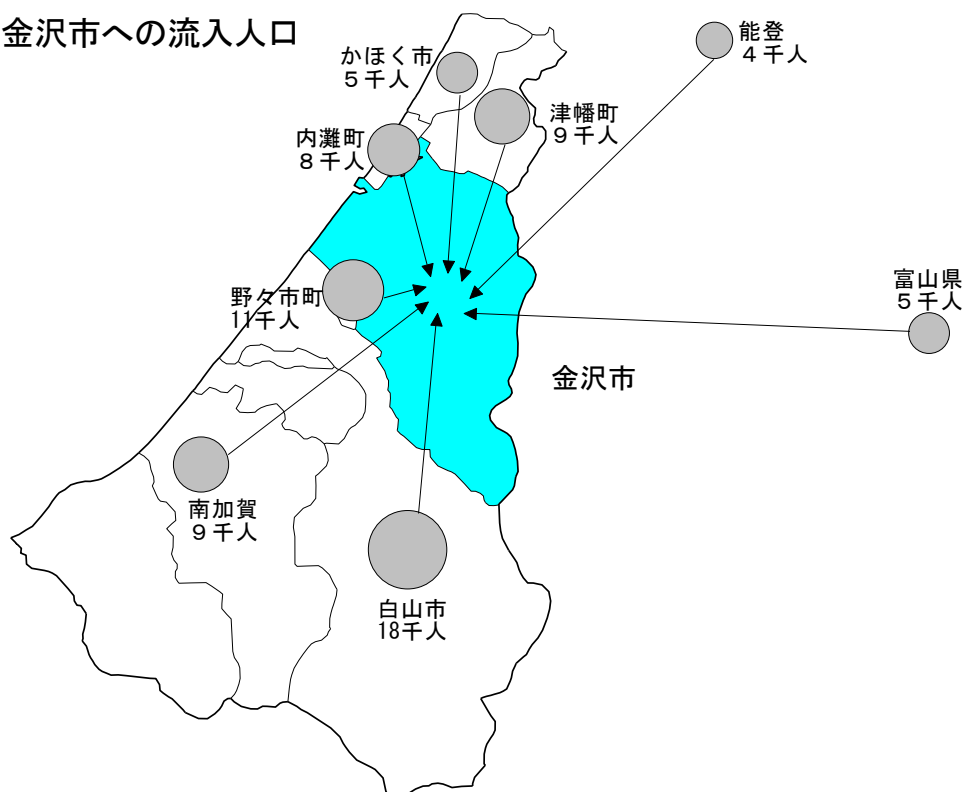 金沢市への流入人口
かほく市
５千人
能登
４千人
津幡町
９千人
内灘町
８千人
富山県
５千人
野々市町
11千人
金沢市
南加賀
９千人
白山市
18千人